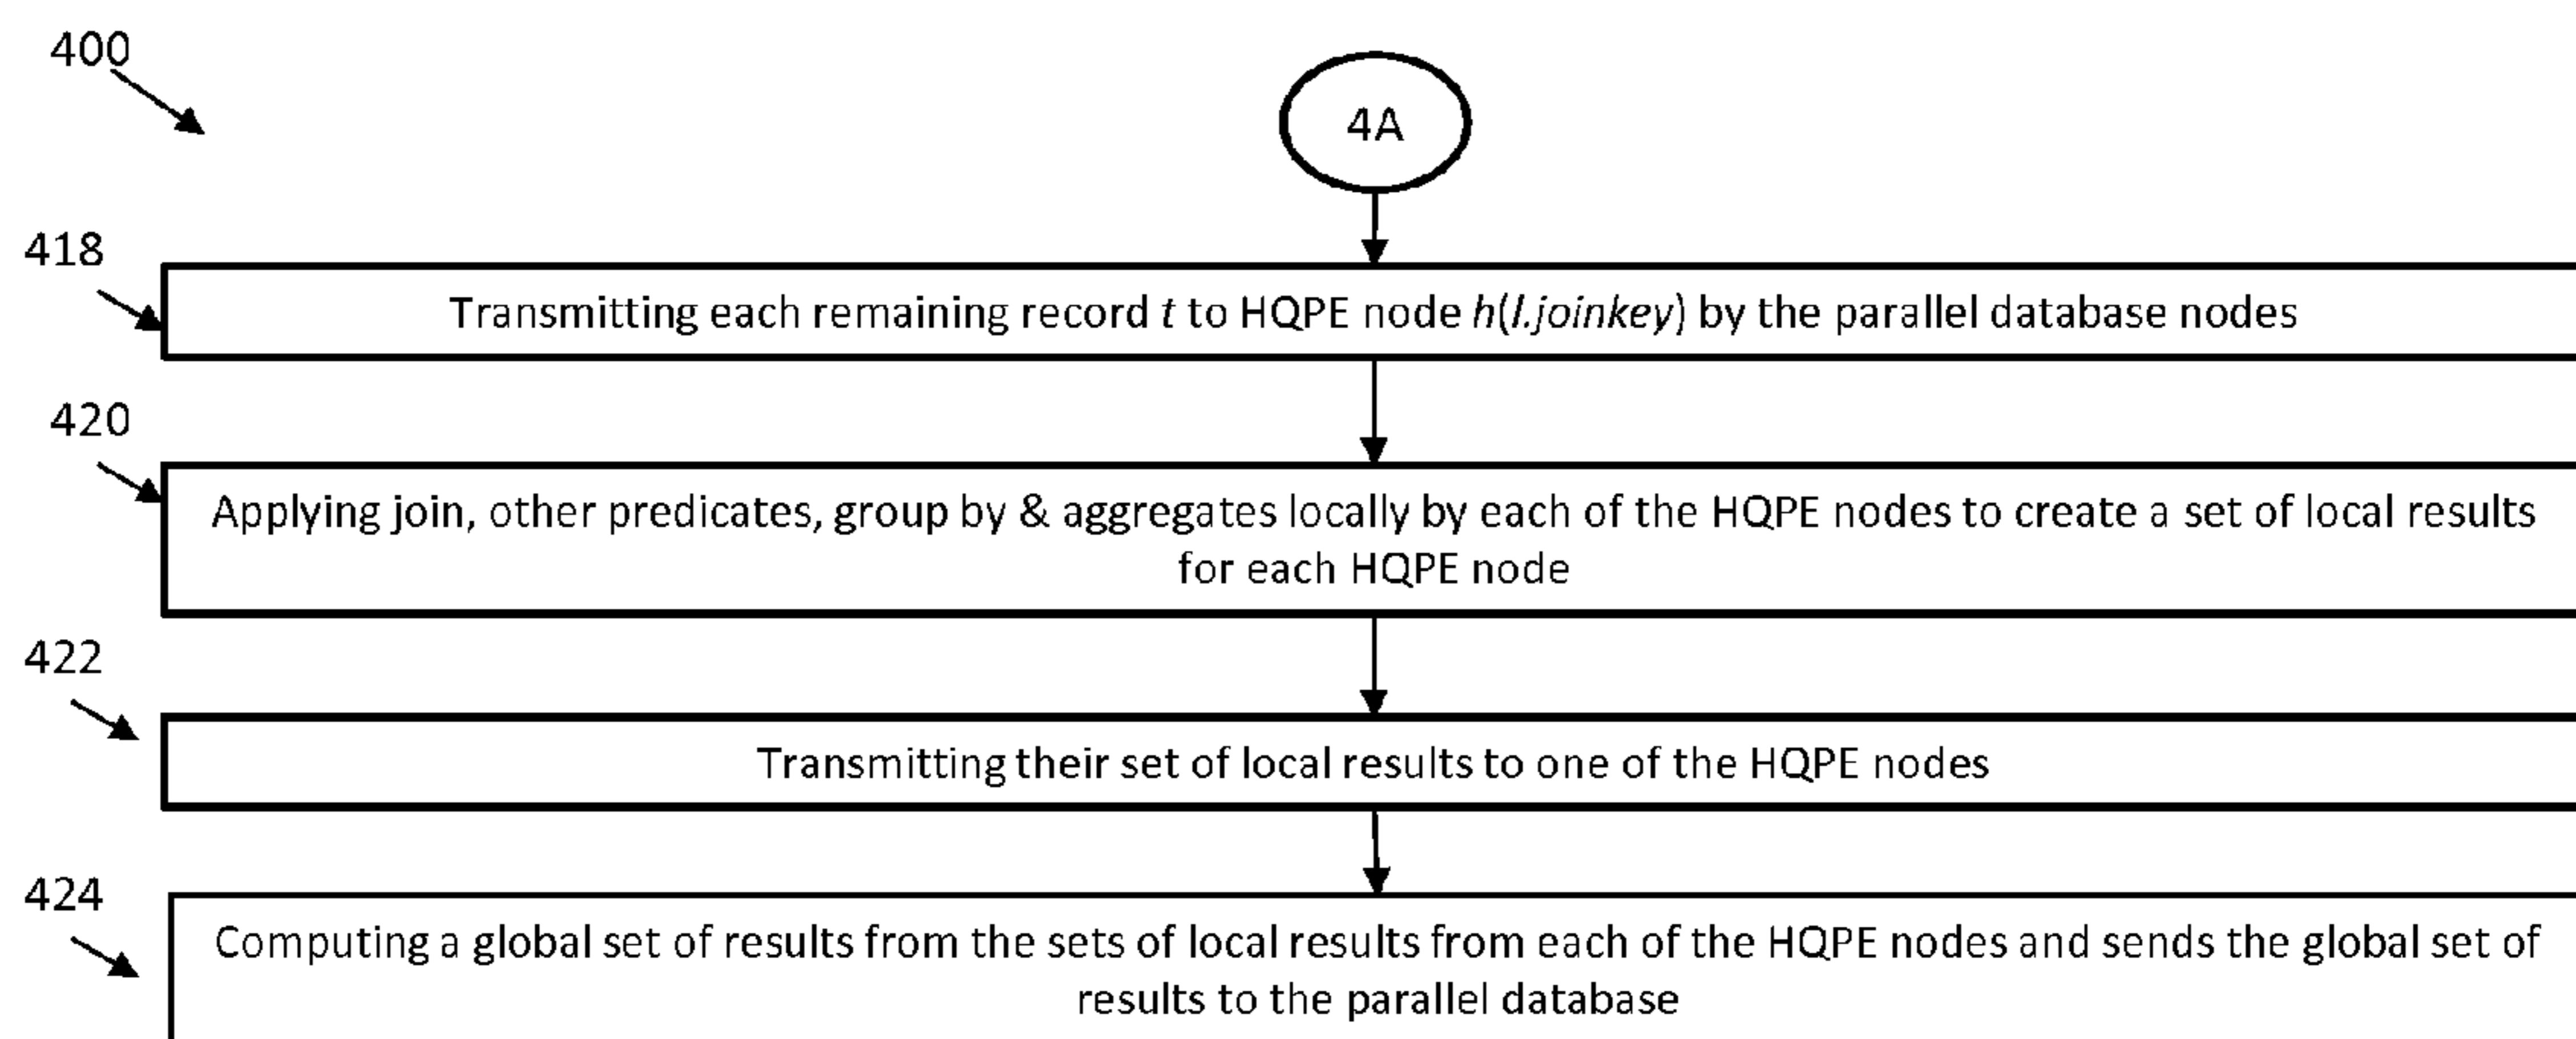 400
4A
418
Transmitting each remaining record t to HQPE node h(l.joinkey) by the parallel database nodes
420
Applying join, other predicates, group by & aggregates locally by each of the HQPE nodes to create a set of local results
for each HQPE node
422
Transmitting their set of local results to one of the HQPE nodes
424
Computing a global set of results from the sets of local results from each of the HQPE nodes and sends the global set of
results to the parallel database